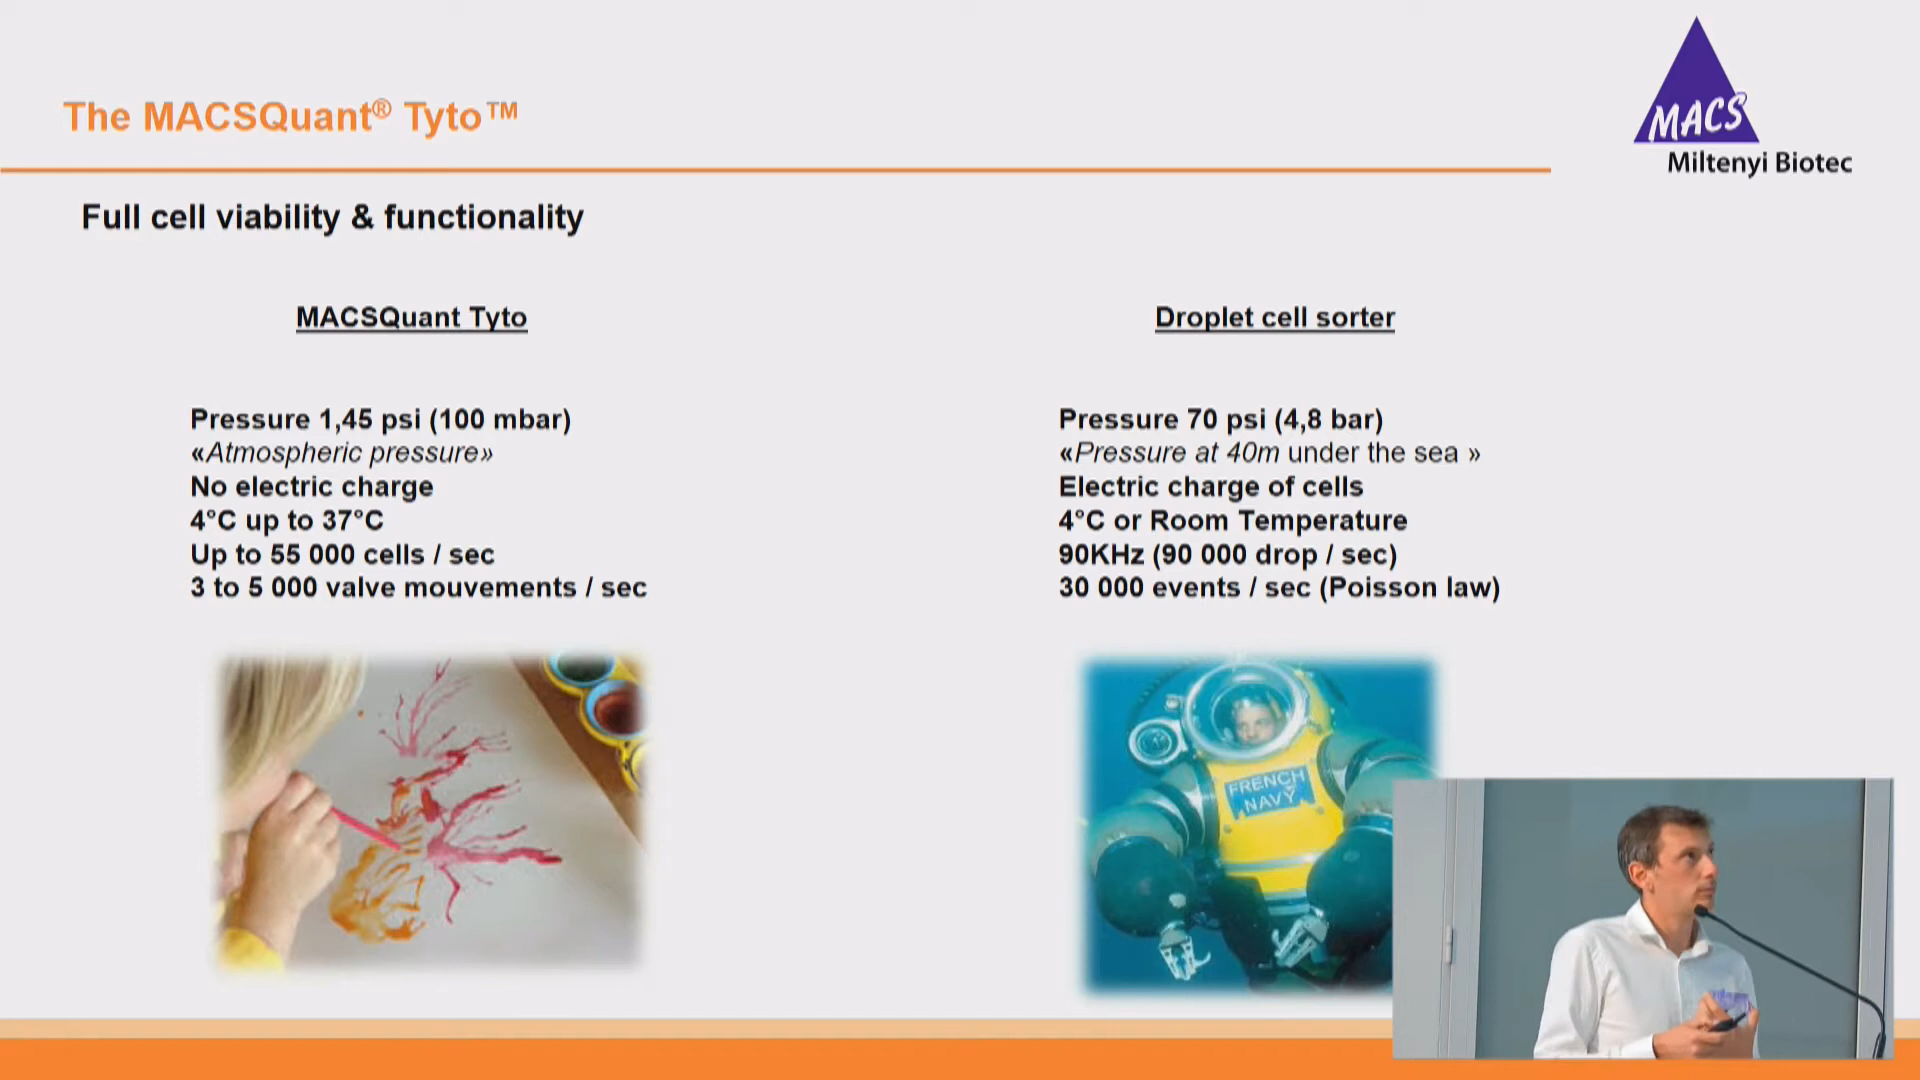 The MACSQuant® Tyto™
MACS
Miltenyi Biotec
Full cell viability & functionality
MACSQuant Tyto
Pressure 1,45 psi (100 mbar)
«Atmospheric pressure»
No electric charge
4°C up to 37°C
Up to 55 000 cells / sec
3 to 5 000 valve mouvements / sec
Droplet cell sorter
Pressure 70 psi (4,8 bar)
«Pressure at 40m under the sea »
Electric charge of cells
4°C or Room Temperature
90KHz (90 000 drop / sec)
30 000 events / sec (Poisson law)
FRENCH
NAVY